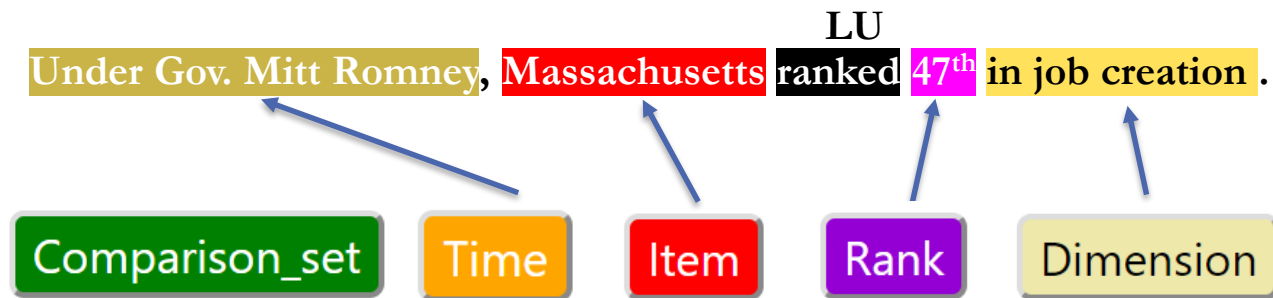 LU
Under Gov. Mitt Romney, Massachusetts ranked 47th in job creation .
Comparison_set Time Item Rank Dimension